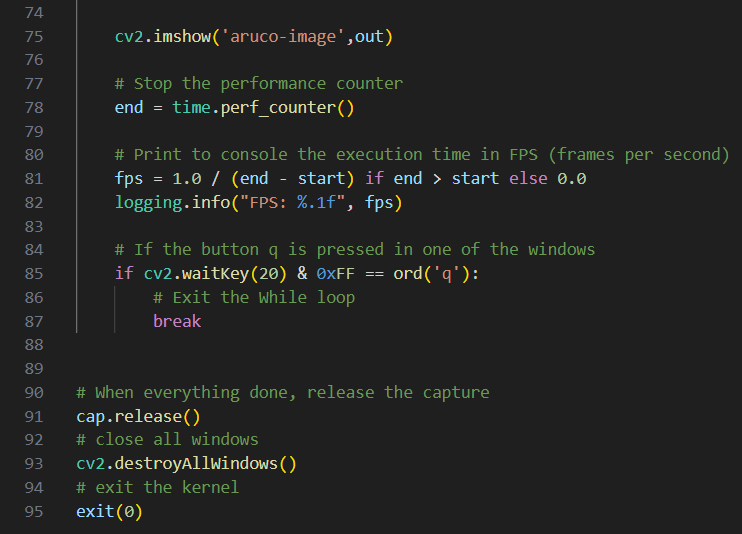 74
75 cv2.imshow('aruco-image',out)
76
77 # Stop the performance counter
78 end = time.perf_counter()
79
80 # Print to console the execution time in FPS (frames per second)
81 fps = 1.0 / (end - start) if end > start else 0.0
82 logging.info("FPS: %.1f", fps)
83
84 # If the button q is pressed in one of the windows
85 if cv2.waitKey(20) & 0xFF == ord('q'):
86 # Exit the While loop
87 break
88
89
90 # When everything done, release the capture
91 cap.release()
92 # close all windows
93 cv2.destroyAllWindows()
94 # exit the kernel
95 exit(0)